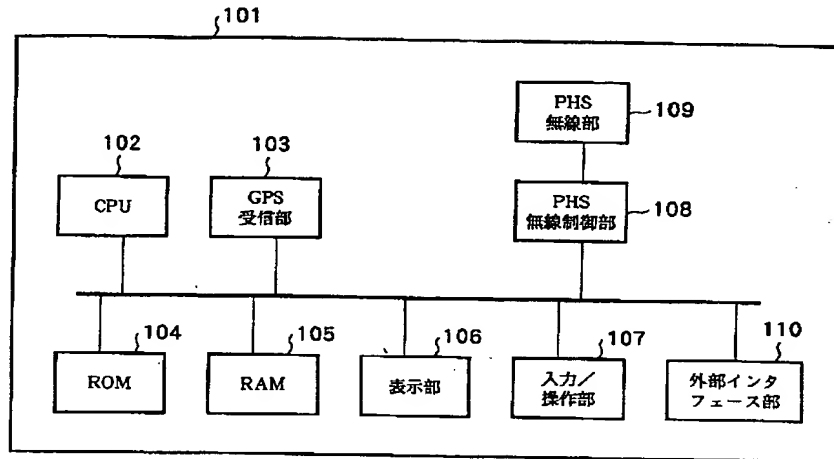 101
PHS
無線部
109
102
103
CPU
GPS
受信部
PHS
無線制御部
108
104
105
106
107
110
ROM
RAM
表示部
入力／
操作部
外部インタ
フェース部